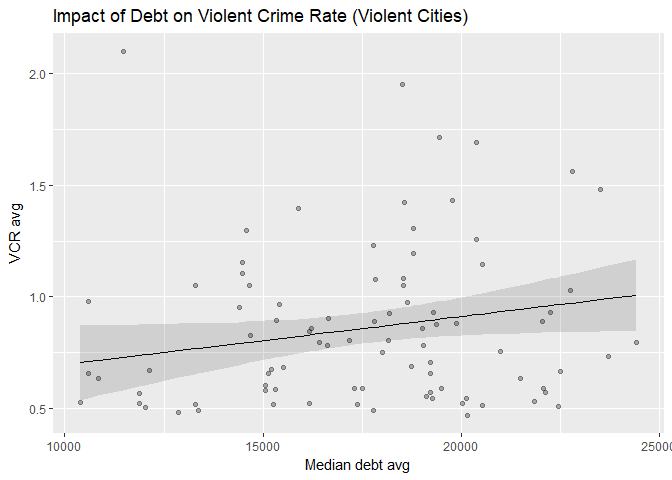 Impact of Debt on Violent Crime Rate (Violent Cities)
2.0
1.5
1.0
0.5
VCR avg
10000
15000
20000
25000
Median debt avg